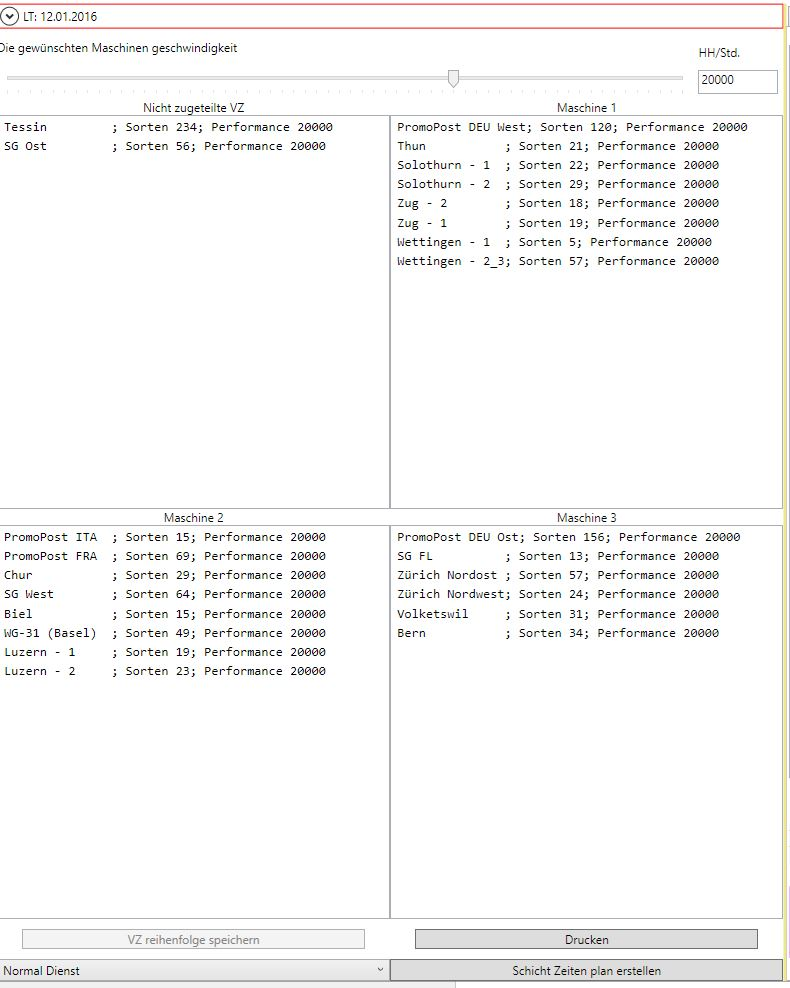 LT: 12.01.2016
Die gewünschten Maschinen geschwindigkeit
HH/Std.
20000
Nicht zugeteilte VZ
Tessin ; Sorten 234; Performance 20000
SG Ost ; Sorten 56; Performance 20000
Maschine 1
PromoPost DEU West; Sorten 120; Performance 20000
Thun ; Sorten 21; Performance 20000
Solothurn - 1 ; Sorten 22; Performance 20000
Solothurn - 2 ; Sorten 29; Performance 20000
Zug - 2 ; Sorten 18; Performance 20000
Zug - 1 ; Sorten 19; Performance 20000
Wettingen - 1 ; Sorten 5; Performance 20000
Wettingen - 2_3; Sorten 57; Performance 20000
Maschine 2
PromoPost ITA ; Sorten 15; Performance 20000
PromoPost FRA ; Sorten 69; Performance 20000
Chur ; Sorten 29; Performance 20000
SG West ; Sorten 64; Performance 20000
Biel ; Sorten 15; Performance 20000
WG-31 (Basel) ; Sorten 49; Performance 20000
Luzern - 1 ; Sorten 19; Performance 20000
Luzern - 2 ; Sorten 23; Performance 20000
Maschine 3
PromoPost DEU Ost; Sorten 156; Performance 20000
SG FL ; Sorten 13; Performance 20000
Zürich Nordost ; Sorten 57; Performance 20000
Zürich Nordwest; Sorten 24; Performance 20000
Volketswil ; Sorten 31; Performance 20000
Bern ; Sorten 34; Performance 20000
VZ reihenfolge speichern
Drucken
Normal Dienst
Schicht Zeiten plan erstellen